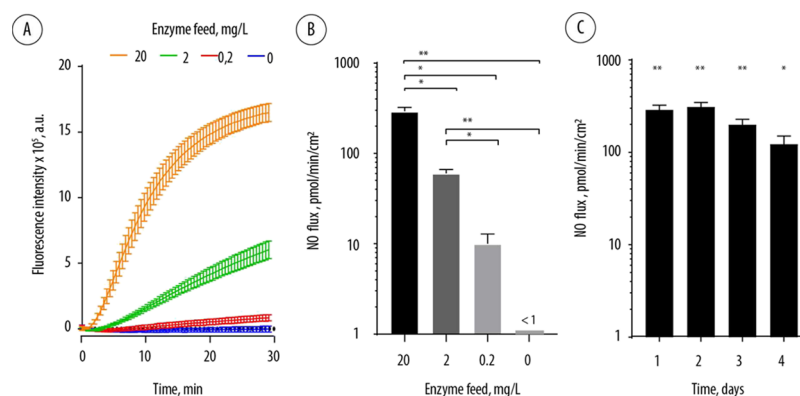 A
Enzyme feed, mg/L
20 2 0,2 0
Fluorescence intensity x 10⁵, a.u.
20
15
10
5
0
0 10 20 30
Time, min
B
NO flux, pmol/min/cm²
1000
100
10
1
**
*
*
**
*
<1
20 2 0.2 0
Enzyme feed, mg/L
C
NO flux, pmol/min/cm²
1000
100
10
1
** ** ** *
1 2 3 4
Time, days